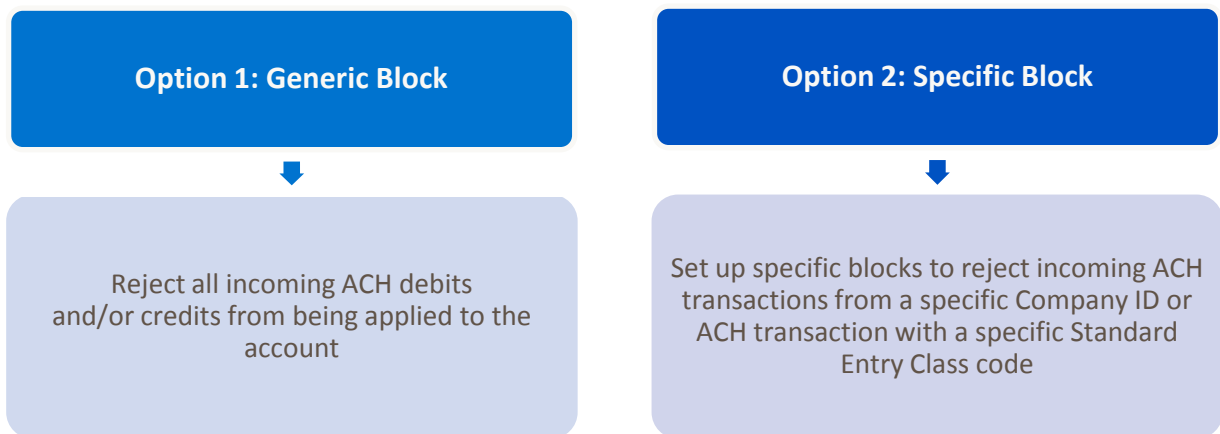 Option 1: Generic Block
Reject all incoming ACH debits
and/or credits from being applied to the
account
Option 2: Specific Block
Set up specific blocks to reject incoming ACH
transactions from a specific Company ID or
ACH transaction with a specific Standard
Entry Class code